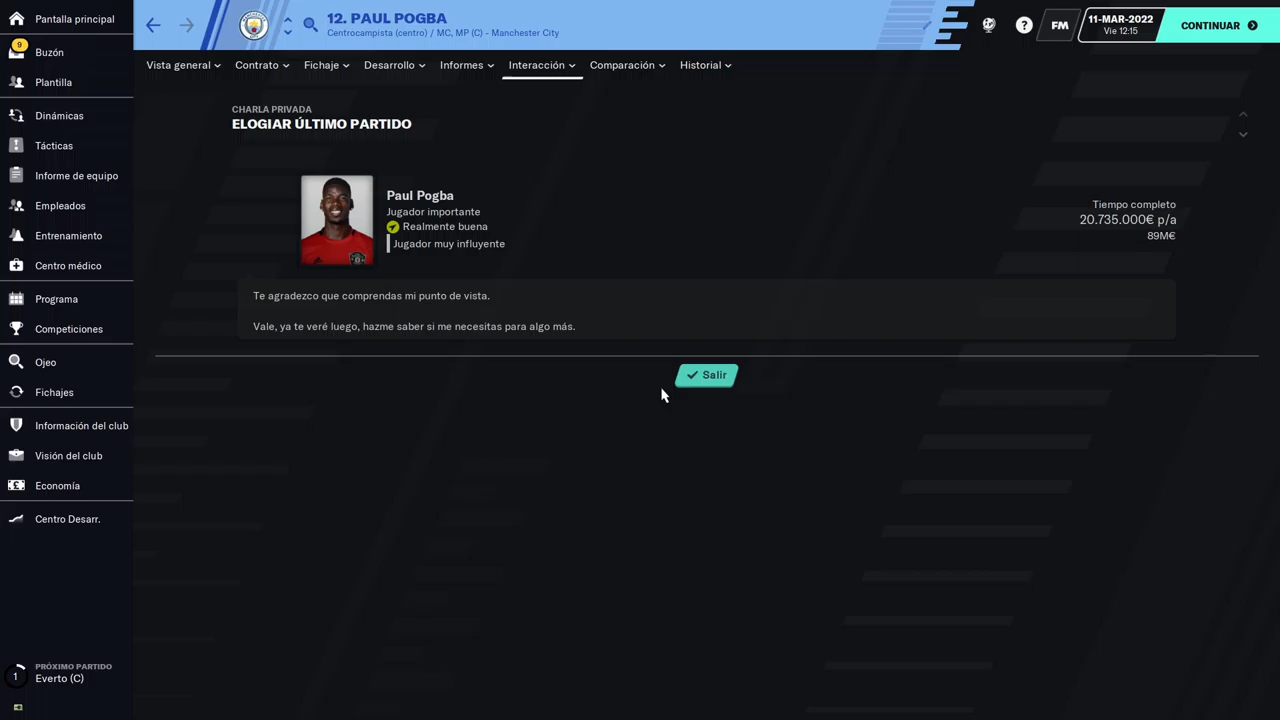 Pantalla principal
9
Buzón
Plantilla
Dinámicas
Tácticas
Informe de equipo
Empleados
Entrenamiento
Centro médico
Programa
Competiciones
Ojeo
Fichajes
Información del club
Visión del club
Economía
Centro Desarr.
PRÓXIMO PARTIDO
1
Everto (C)
12. PAUL POGBA
Centrocampista (centro) / MC, MP (C) - Manchester City
?
FM
11-MAR-2022
Vie 12:15
CONTINUAR
Vista general
Contrato
Fichaje
Desarrollo
Informes
Interacción
Comparación
Historial
CHARLA PRIVADA
ELOGIAR ÚLTIMO PARTIDO
Paul Pogba
Jugador importante
Realmente buena
Jugador muy influyente
Tiempo completo
20.735.000€ p/a
89M€
Te agradezco que comprendas mi punto de vista.
Vale, ya te veré luego, hazme saber si me necesitas para algo más.
Salir